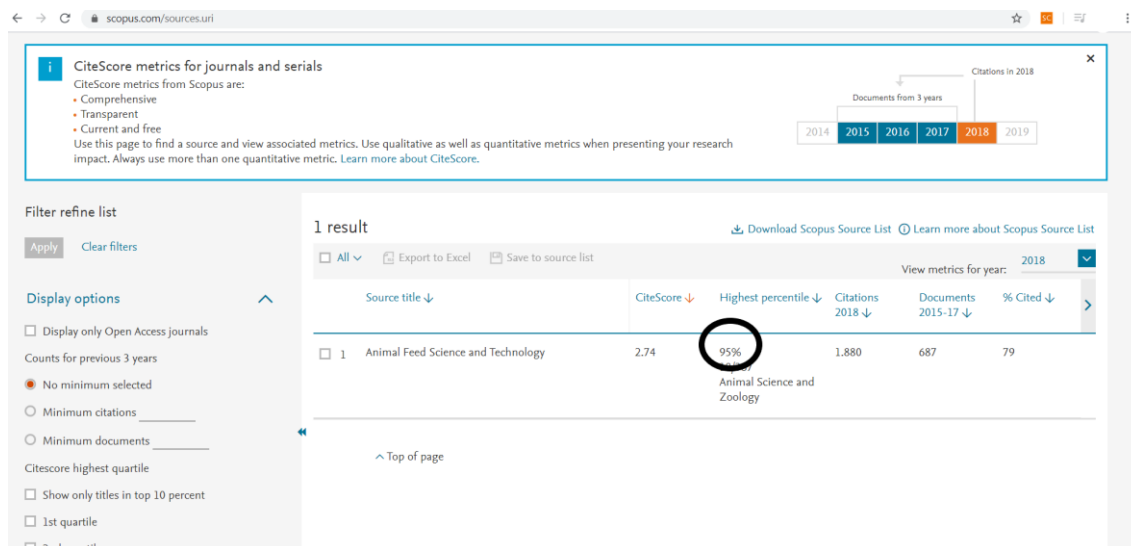 scopus.com/sources.uri
SC
i
CiteScore metrics for journals and serials
CiteScore metrics from Scopus are:
• Comprehensive
• Transparent
• Current and free
Use this page to find a source and view associated metrics. Use qualitative as well as quantitative metrics when presenting your research
impact. Always use more than one quantitative metric. Learn more about CiteScore.
Citations in 2018
Documents from 3 years
2014 2015 2016 2017 2018 2019
Filter refine list
Apply Clear filters
Display options
Display only Open Access journals
Counts for previous 3 years
No minimum selected
Minimum citations
Minimum documents
Citescore highest quartile
Show only titles in top 10 percent
1st quartile
1 result
Download Scopus Source List Learn more about Scopus Source List
All Export to Excel Save to source list
View metrics for year: 2018
Source title CiteScore Highest percentile Citations 2018 Documents 2015-17 % Cited
1 Animal Feed Science and Technology 2.74 95% 1.880 687 79
Animal Science and
Zoology
Top of page